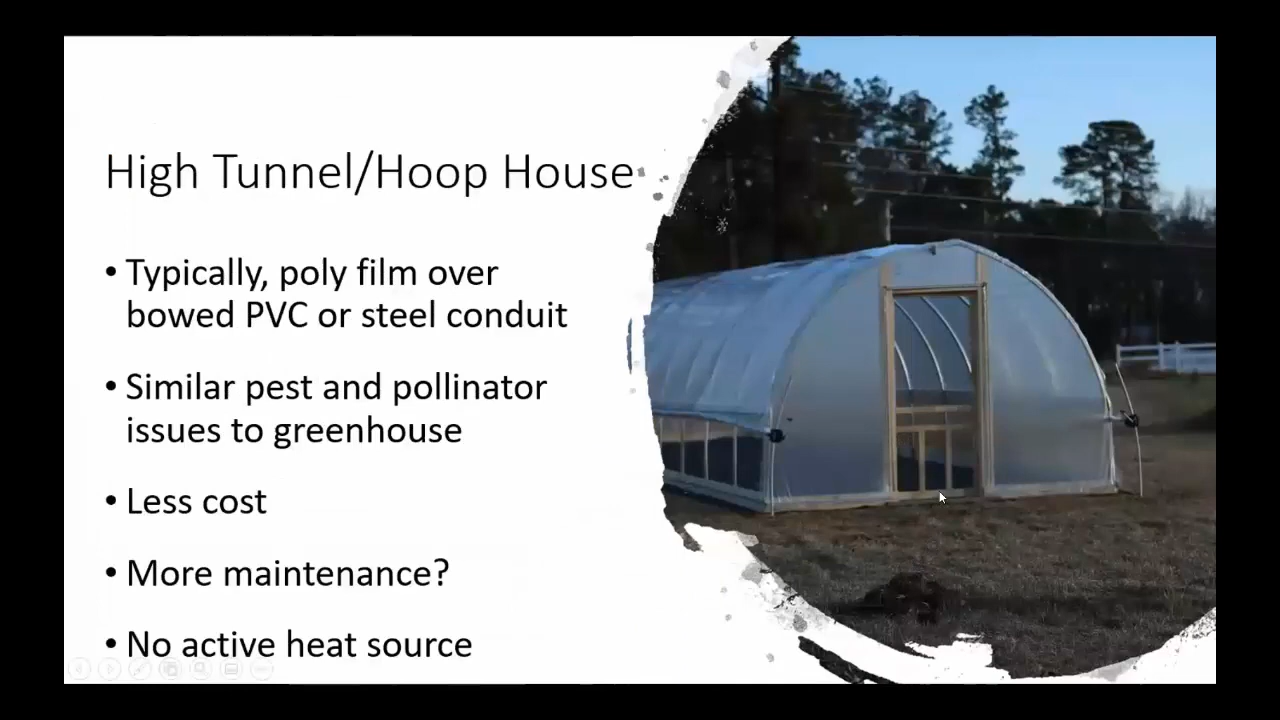 High Tunnel/Hoop House
• Typically, poly film over
bowed PVC or steel conduit
• Similar pest and pollinator
issues to greenhouse
• Less cost
• More maintenance?
• No active heat source